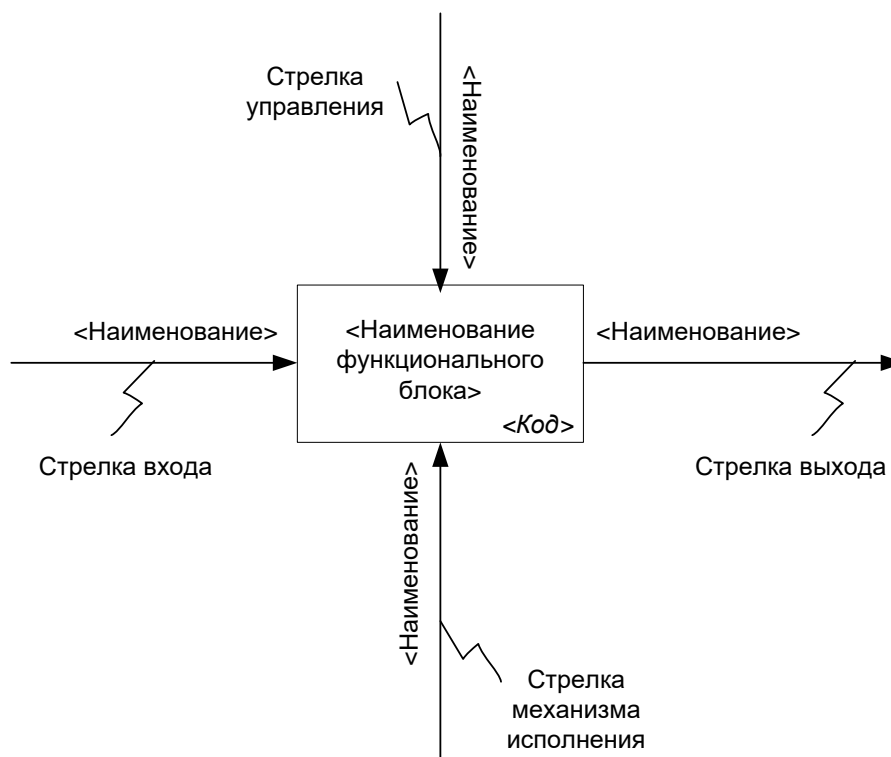 Стрелка
управления
<Наименование>
<Наименование>
<Наименование
функционального
блока>
<Код>
<Наименование>
Стрелка входа
Стрелка выхода
<Наименование>
Стрелка
механизма
исполнения